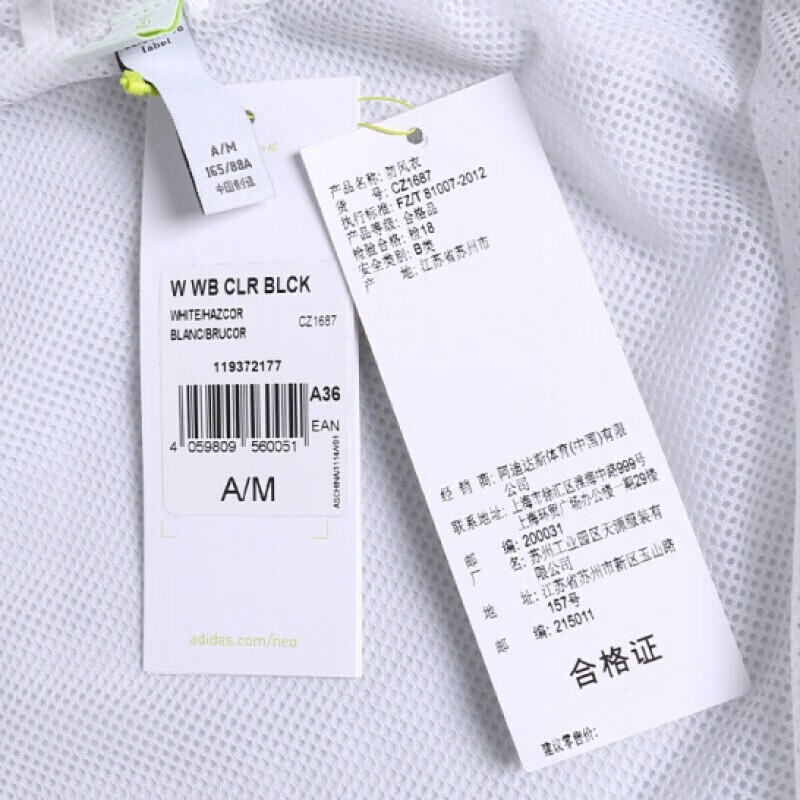 label
A/M
165/88A
中国制造
W WB CLR BLCK
WHITE/HAZCOR
BLANC/BRUCOR
CZ1687
119372177
A36
EAN
4 059809 560051
A/M
ASCHINA/1114W01
adidas.com/neo
产品名称: 防风衣
货 号: CZ1687
执行标准: FZ/T 81007-2012
产品等级: 合格品
检验合格: 检18
安全类别: B类
产 地: 江苏省苏州市
经 销 商: 阿迪达斯体育(中国)有限
公司
联系地址: 上海市徐汇区淮海中路999号
上海环贸广场办公楼一期29楼
邮 编: 200031
厂 名: 苏州工业园区天源服装有
限公司
地 址: 江苏省苏州市新区玉山路
157号
邮 编: 215011
合格证
建议零售价: